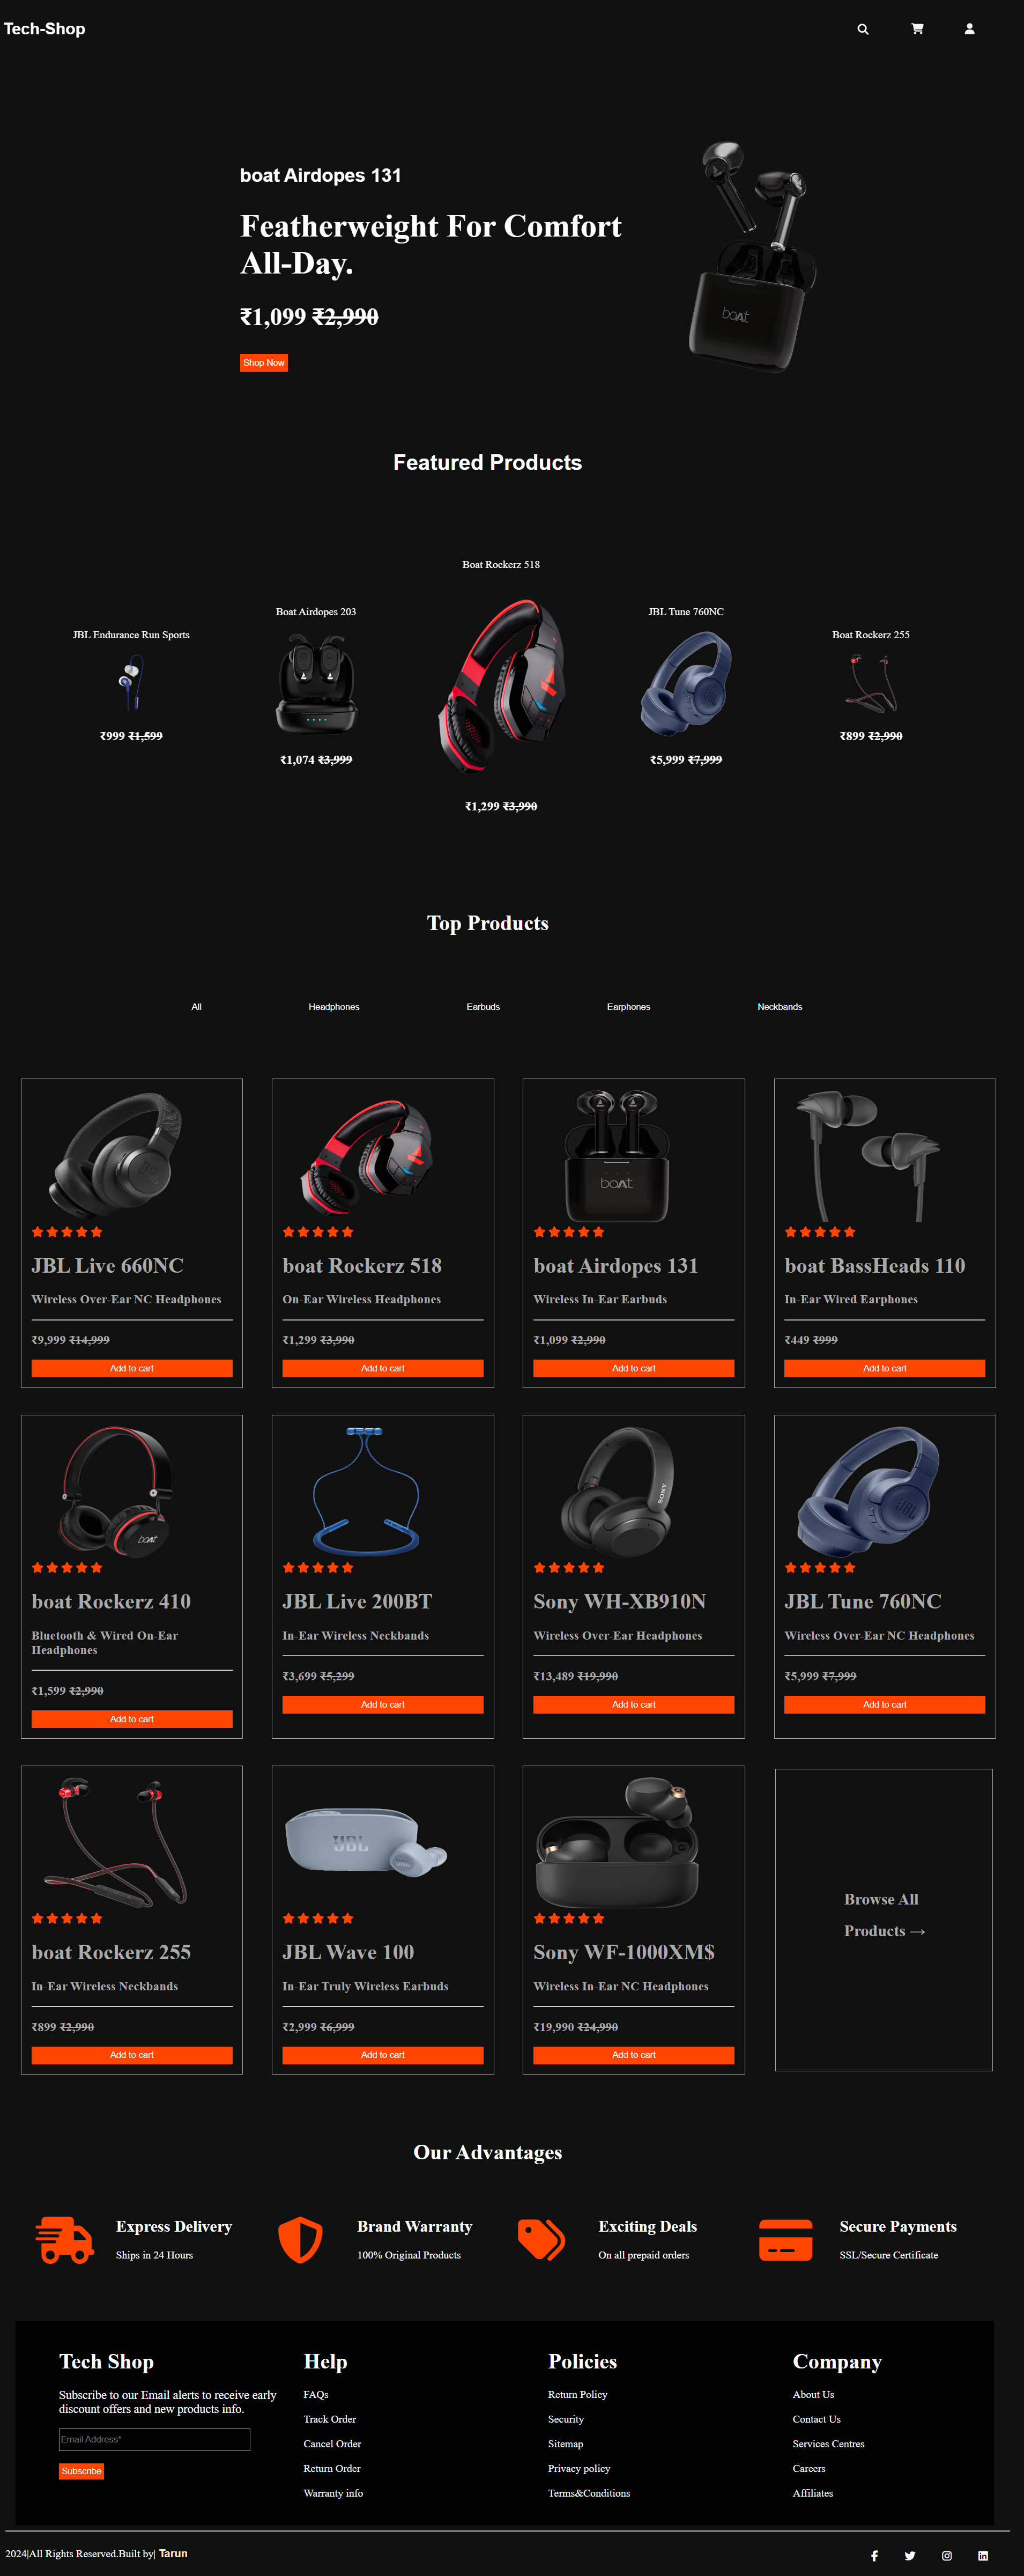 Tech-Shop
boat Airdopes 131
Featherweight For Comfort
All-Day.
₹1,099 ₹2,990
Shop Now
boAt
Featured Products
Boat Rockerz 518
Boat Airdopes 203
JBL Tune 760NC
JBL Endurance Run Sports
Boat Rockerz 255
₹999 ₹1,599
₹899 ₹2,990
₹1,074 ₹3,999
₹5,999 ₹7,999
₹1,299 ₹3,990
Top Products
All Headphones Earbuds Earphones Neckbands
JBL
boAt
JBL Live 660NC
Wireless Over-Ear NC Headphones
₹9,999 ₹14,999
Add to cart
boat Rockerz 518
On-Ear Wireless Headphones
₹1,299 ₹3,990
Add to cart
boat Airdopes 131
Wireless In-Ear Earbuds
₹1,099 ₹2,990
Add to cart
boat BassHeads 110
In-Ear Wired Earphones
₹449 ₹999
Add to cart
boAt
SONY
JBL
boat Rockerz 410
Bluetooth & Wired On-Ear
Headphones
₹1,599 ₹2,990
Add to cart
JBL Live 200BT
In-Ear Wireless Neckbands
₹3,699 ₹5,299
Add to cart
Sony WH-XB910N
Wireless Over-Ear Headphones
₹13,489 ₹19,990
Add to cart
JBL Tune 760NC
Wireless Over-Ear NC Headphones
₹5,999 ₹7,999
Add to cart
JBL
boat Rockerz 255
In-Ear Wireless Neckbands
₹899 ₹2,990
Add to cart
JBL Wave 100
In-Ear Truly Wireless Earbuds
₹2,999 ₹6,999
Add to cart
Sony WF-1000XM$
Wireless In-Ear NC Headphones
₹19,990 ₹24,990
Add to cart
Browse All
Products →
Our Advantages
Express Delivery
Ships in 24 Hours
Brand Warranty
100% Original Products
Exciting Deals
On all prepaid orders
Secure Payments
SSL/Secure Certificate
Tech Shop
Subscribe to our Email alerts to receive early
discount offers and new products info.
Email Address*
Subscribe
Help
FAQs
Track Order
Cancel Order
Return Order
Warranty info
Policies
Return Policy
Security
Sitemap
Privacy policy
Terms&Conditions
Company
About Us
Contact Us
Services Centres
Careers
Affiliates
2024|All Rights Reserved.Built by| Tarun